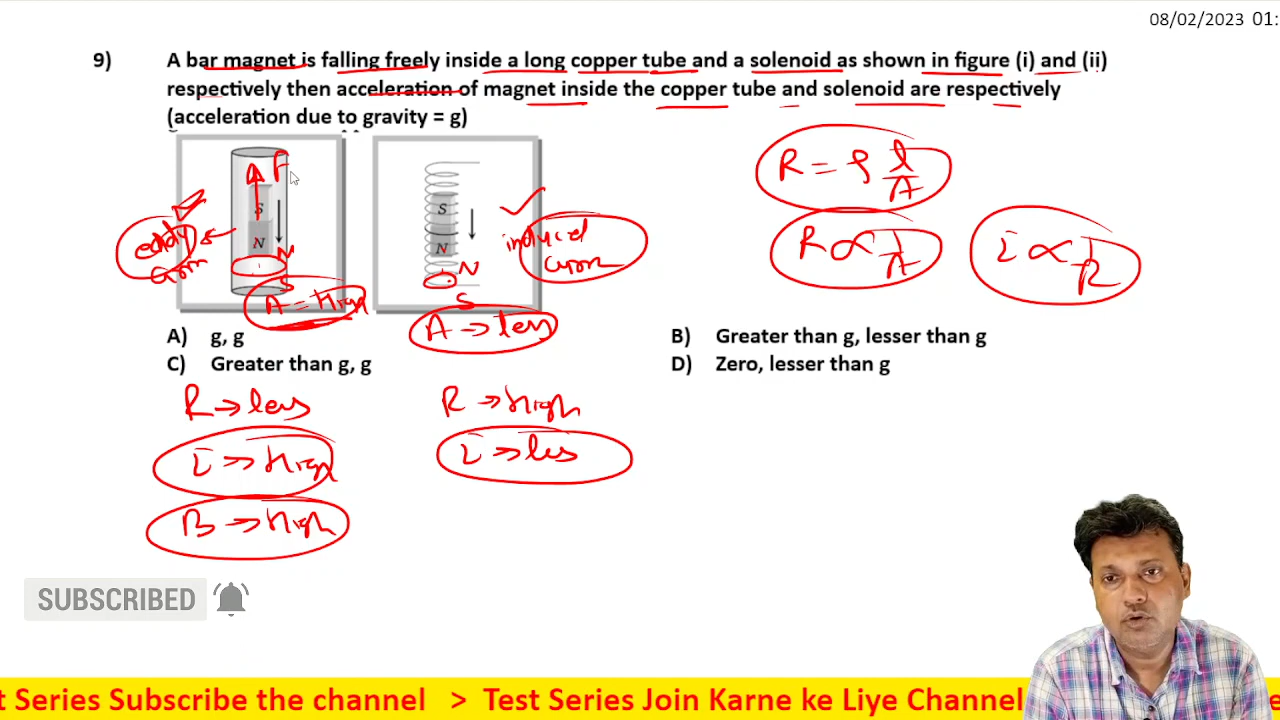 08/02/2023 01:
9) A bar magnet is falling freely inside a long copper tube and a solenoid as shown in figure (i) and (ii)
respectively then acceleration of magnet inside the copper tube and solenoid are respectively
(acceleration due to gravity = g)
F
S
N
N
S
eddy
A = High
S
N
N
S
induced
A → less
R = ρ l/A
R ∝ 1/A
i ∝ 1/R
A) g, g
B) Greater than g, lesser than g
C) Greater than g, g
D) Zero, lesser than g
R → less
i → High
B → High
R → High
i → less
SUBSCRIBED
t Series Subscribe the channel > Test Series Join Karne ke Liye Channel